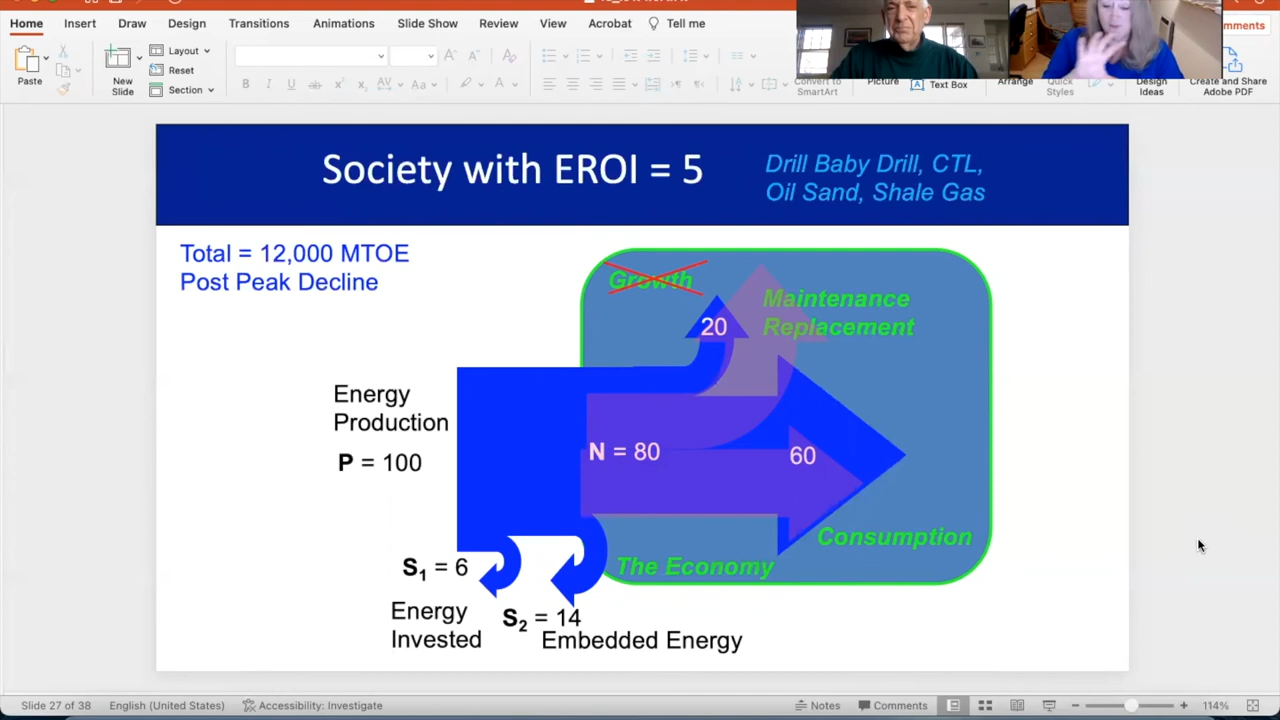 Home Insert Draw Design Transitions Animations Slide Show Review View Acrobat Tell me
Paste
New
Slide
Layout
Reset
Section
Convert to
SmartArt
Picture
Text Box
Arrange
Quick
Styles
Design
Ideas
Create and Share
Adobe PDF
Society with EROI = 5
Drill Baby Drill, CTL,
Oil Sand, Shale Gas
Total = 12,000 MTOE
Post Peak Decline
Growth
Maintenance
Replacement
20
Energy
Production
P = 100
N = 80
60
Consumption
The Economy
S1 = 6
Energy
Invested
S2 = 14
Embedded Energy
Slide 27 of 38 English (United States) Accessibility: Investigate Notes Comments 114%